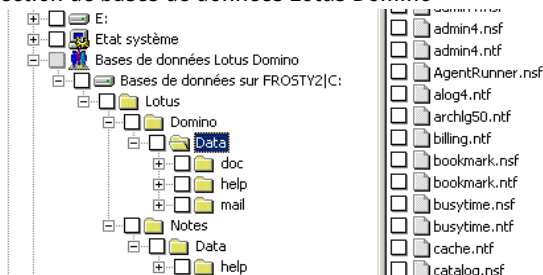 ection de bases de données Lotus Domino
E:
Etat système
Bases de données Lotus Domino
Bases de données sur FROSTY2|C:
Lotus
Domino
Data
doc
help
mail
Notes
Data
help
admin4.nsf
admin4.ntf
AgentRunner.nsf
alog4.ntf
archlg50.ntf
billing.ntf
bookmark.nsf
bookmark.ntf
busytime.nsf
busytime.ntf
cache.ntf
catalog.nsf